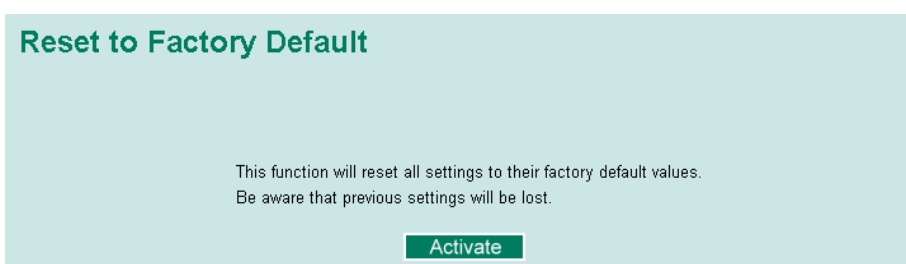 Reset to Factory Default
This function will reset all settings to their factory default values.
Be aware that previous settings will be lost.
Activate